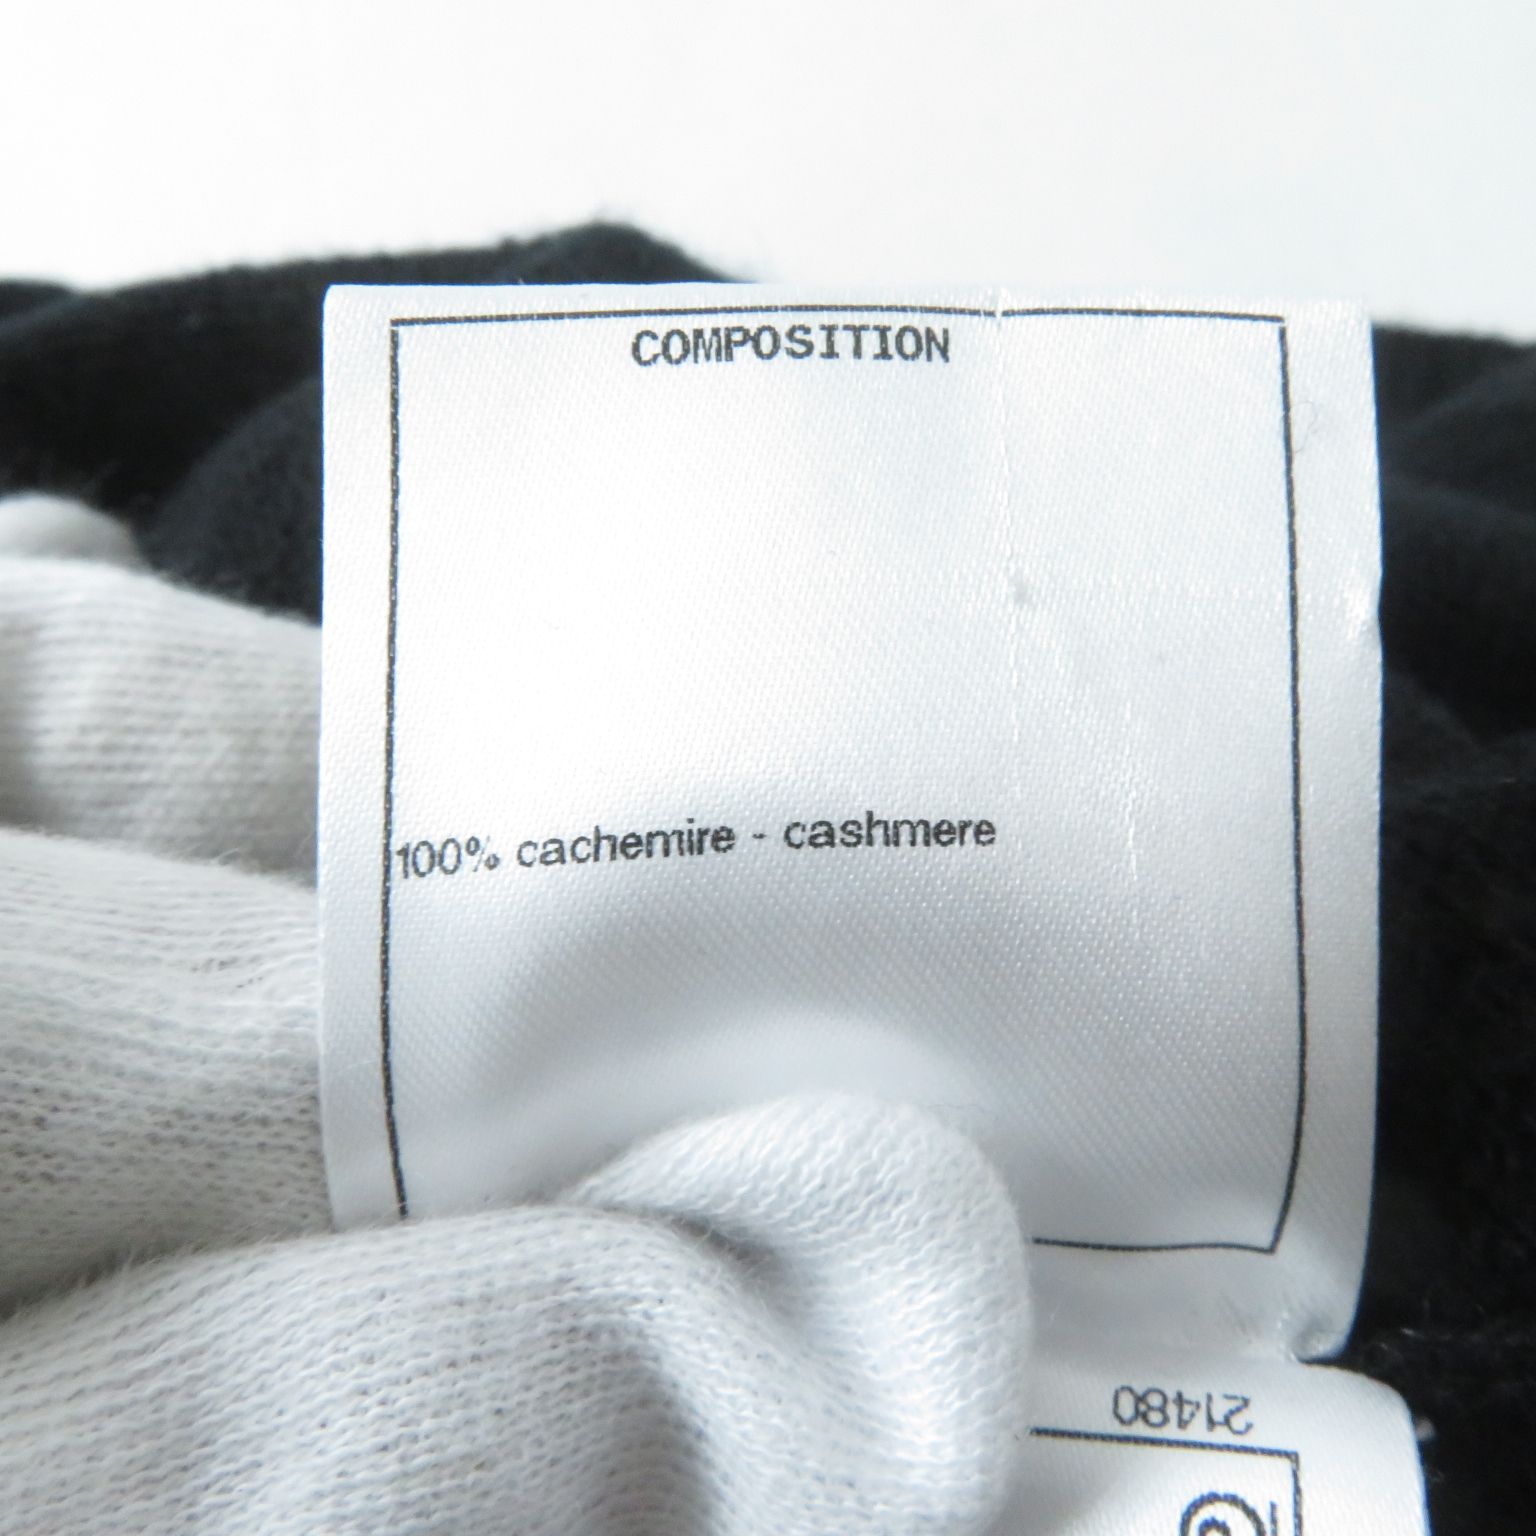 COMPOSITION
100% cachemire - cashmere
21480